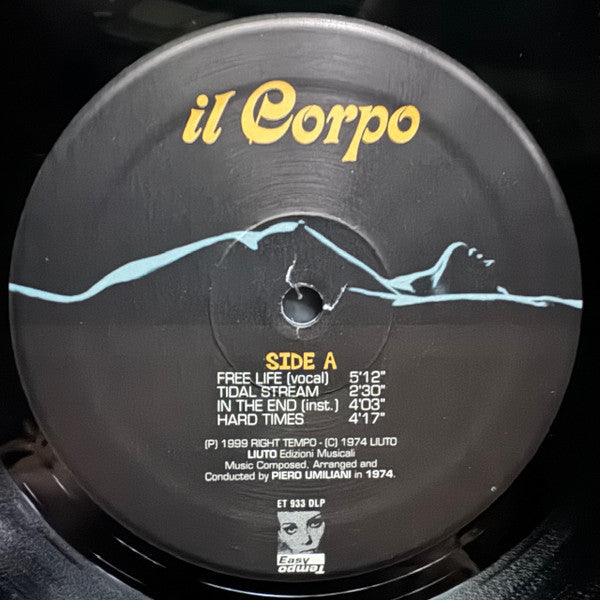 il Corpo
SIDE A
FREE LIFE (vocal) 5'12"
TIDAL STREAM 2'30"
IN THE END (inst.) 4'03"
HARD TIMES 4'17"
(P) 1999 RIGHT TEMPO - (C) 1974 LIUTO
LIUTO Edizioni Musicali
Music Composed, Arranged and
Conducted by PIERO UMILIANI in 1974.
ET 933 DLP
Easy
Tempo